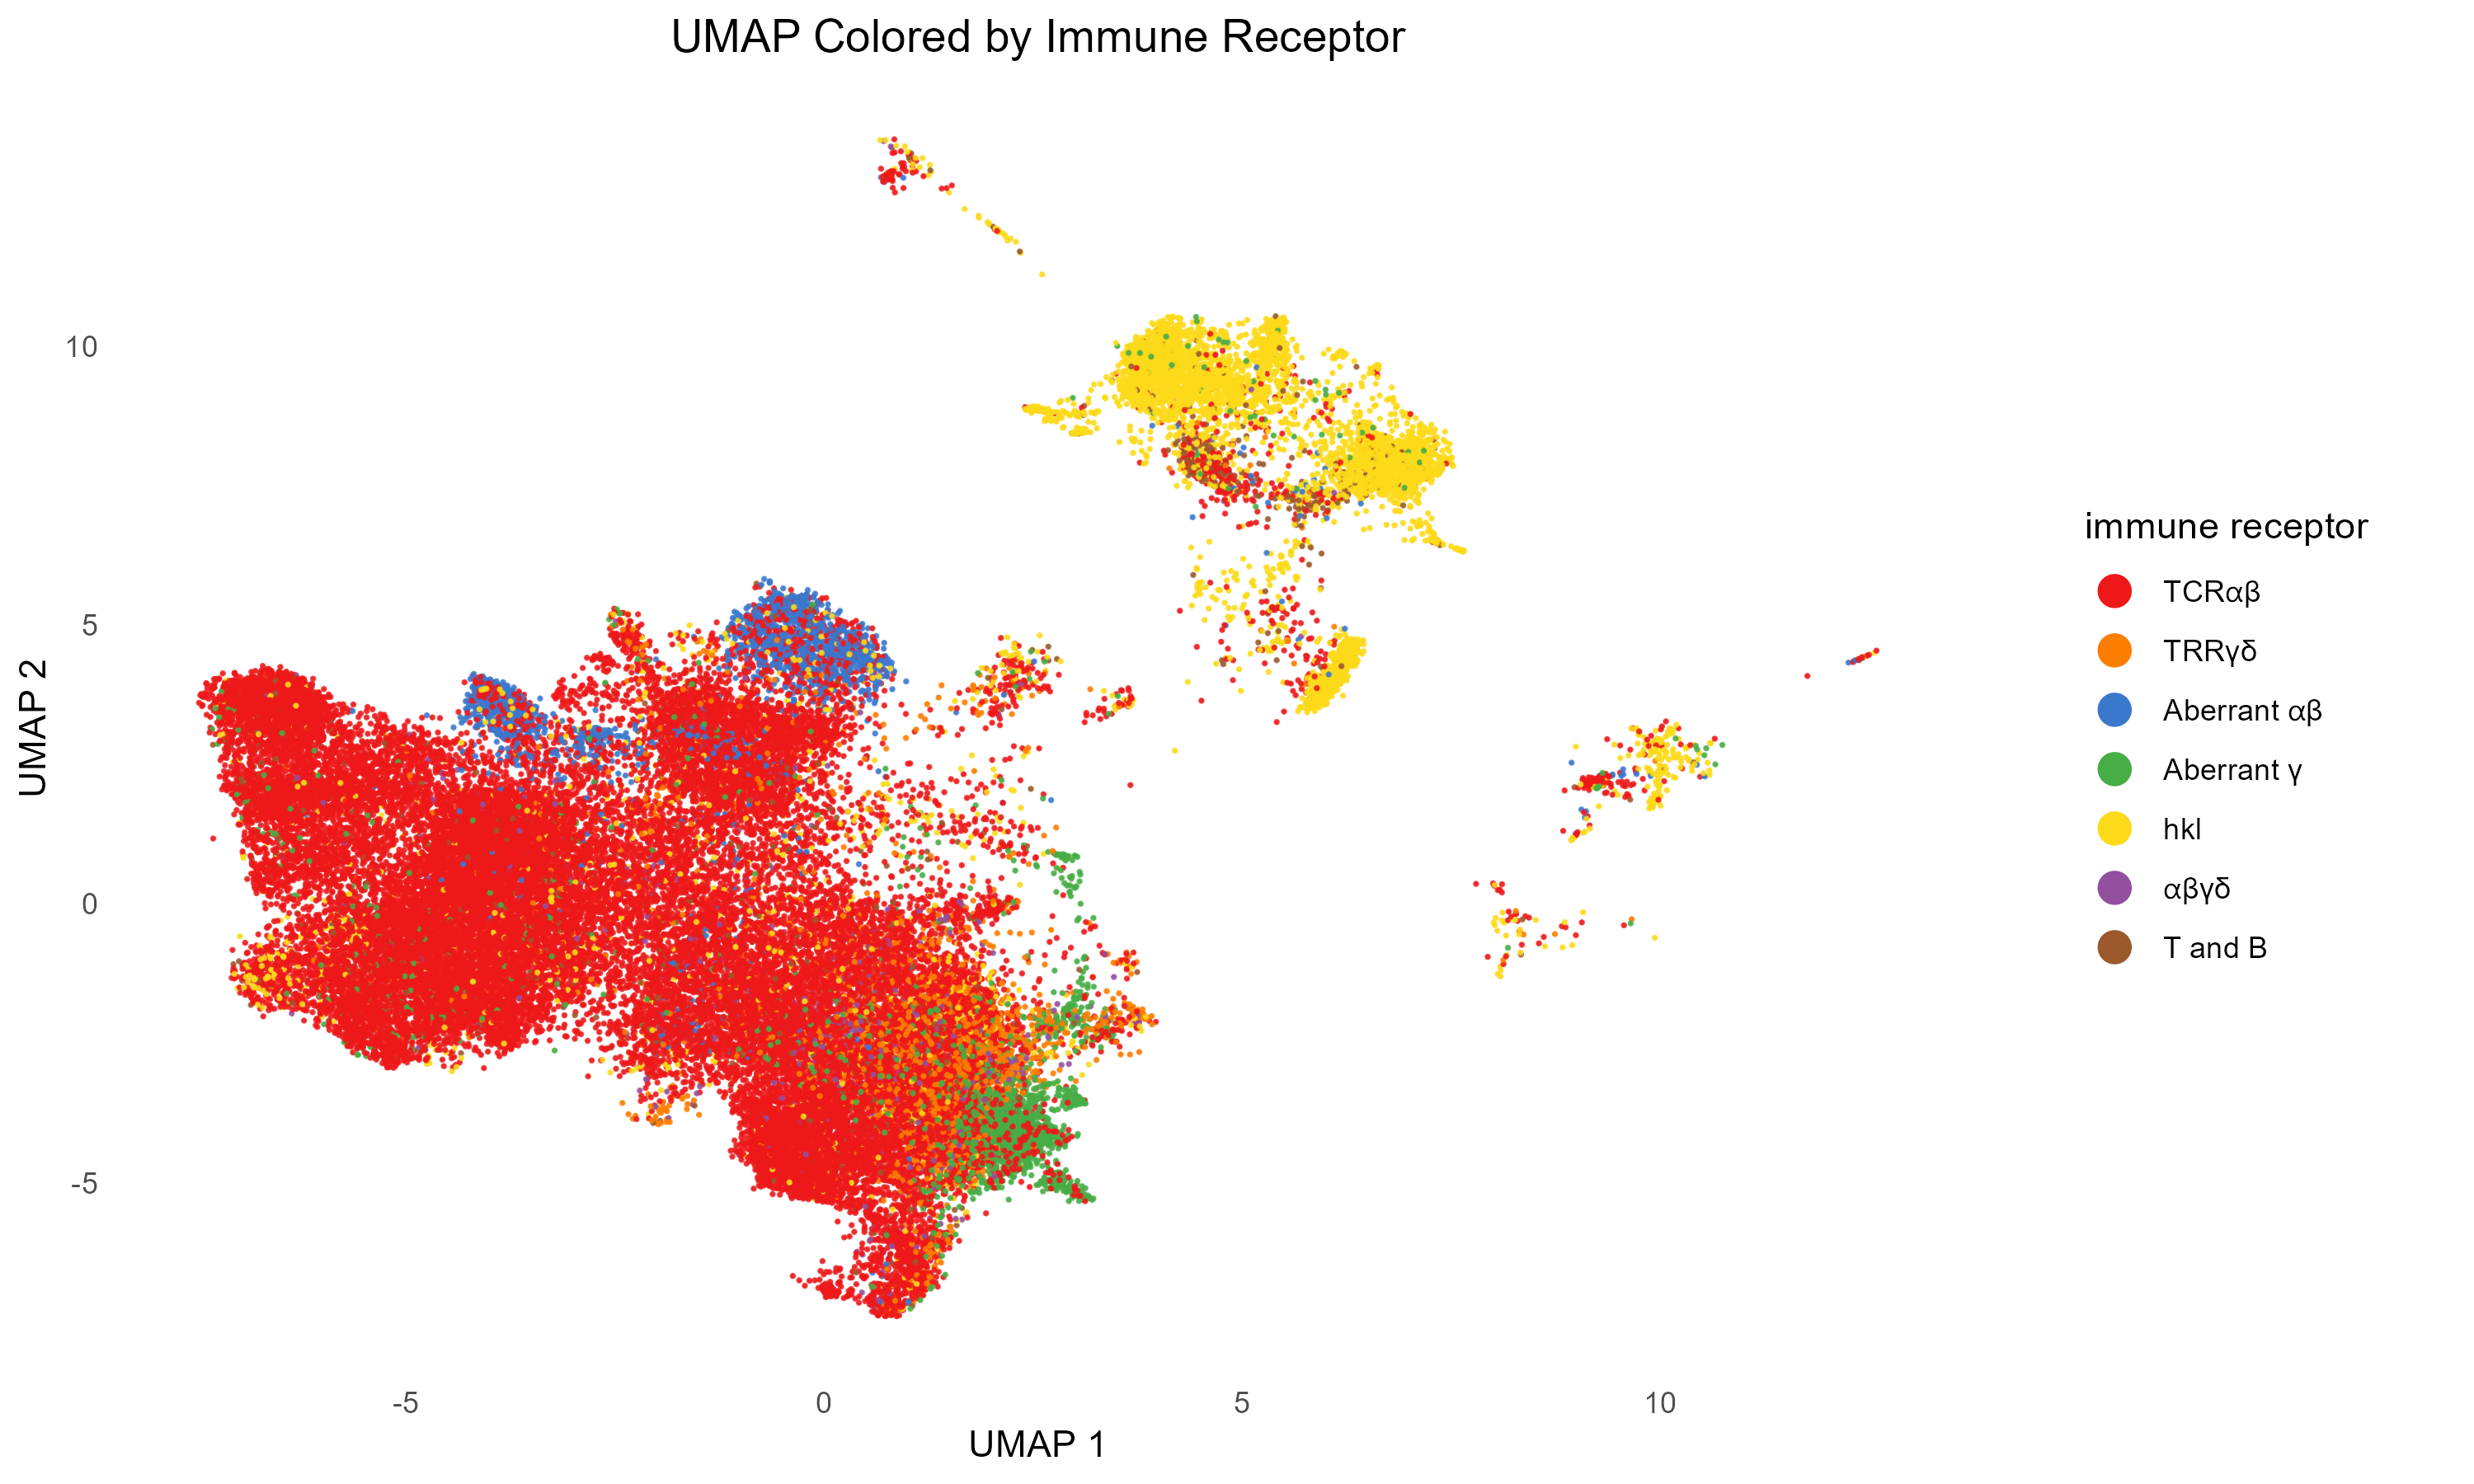 UMAP Colored by Immune Receptor
10
5
0
-5
UMAP 2
-5
0
5
10
UMAP 1
immune receptor
TCRαβ
TRRγδ
Aberrant αβ
Aberrant γ
hkl
αβγδ
T and B